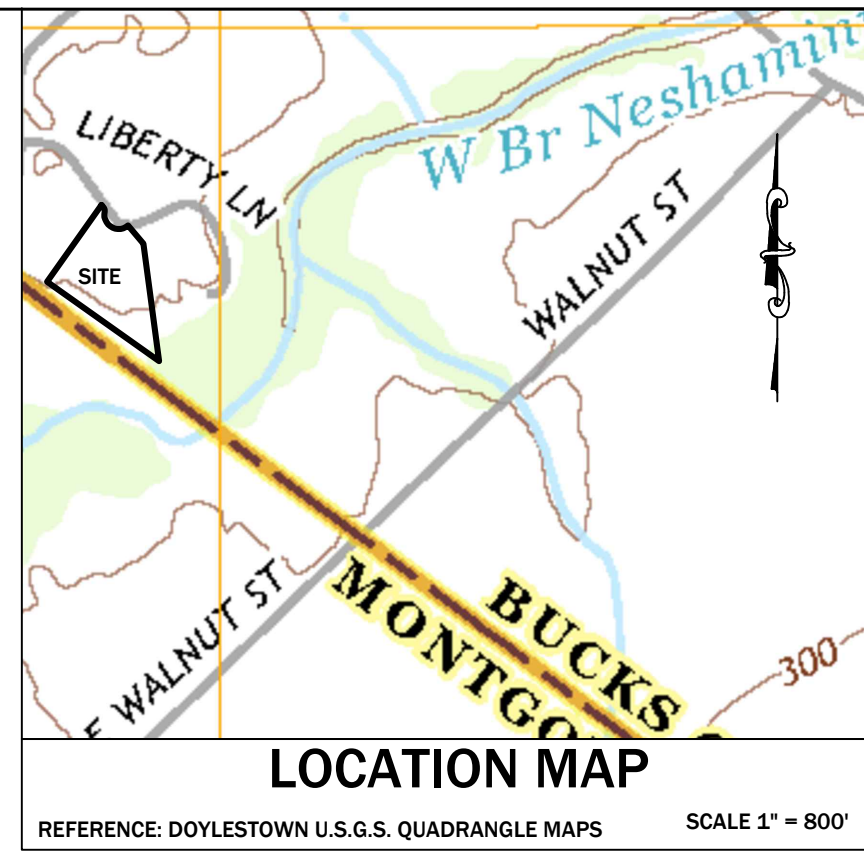 W Br Neshamin
LIBERTY LN
WALNUT ST
SITE
BUCKS
MONTGO
300
E WALNUT ST
LOCATION MAP
REFERENCE: DOYLESTOWN U.S.G.S. QUADRANGLE MAPS
SCALE 1" = 800'